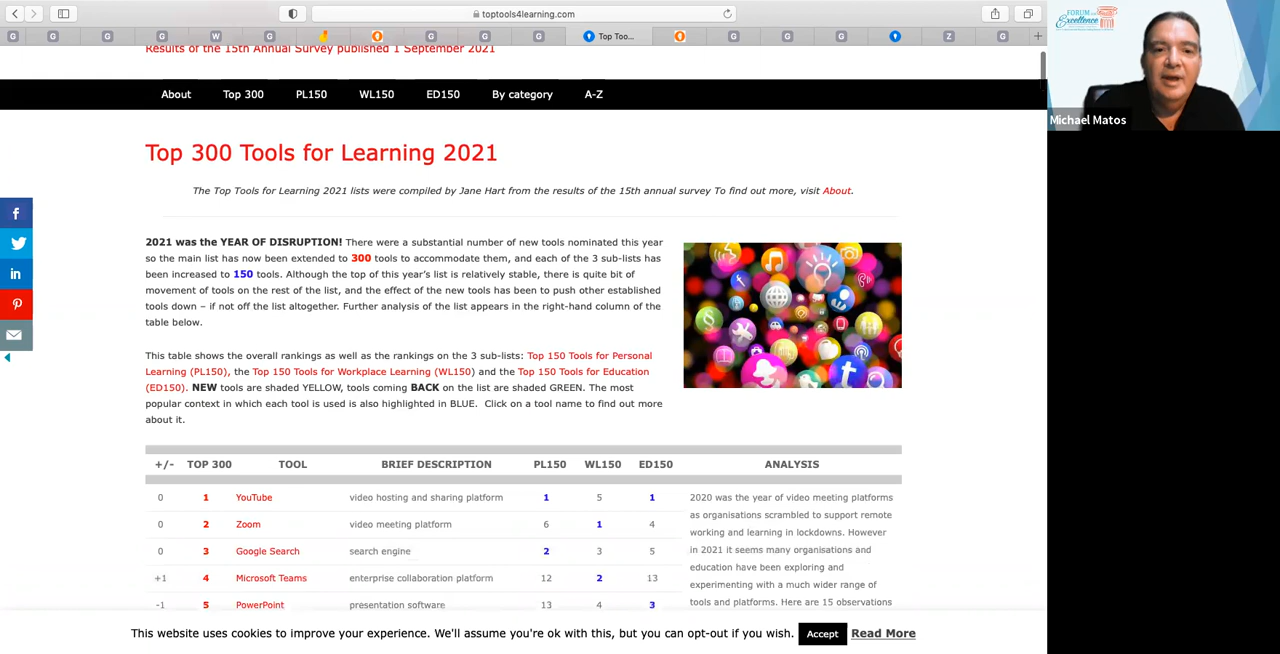 toptools4learning.com
FORUM
Excellence
G G G G W G G G G G Top Too... G G G W Z G
Results of the 15th Annual Survey published 1 September 2021
About Top 300 PL150 WL150 ED150 By category A-Z
Michael Matos
Top 300 Tools for Learning 2021
The Top Tools for Learning 2021 lists were compiled by Jane Hart from the results of the 15th annual survey To find out more, visit About.
2021 was the YEAR OF DISRUPTION! There were a substantial number of new tools nominated this year
so the main list has now been extended to 300 tools to accommodate them, and each of the 3 sub-lists has
been increased to 150 tools. Although the top of this year's list is relatively stable, there is quite bit of
movement of tools on the rest of the list, and the effect of the new tools has been to push other established
tools down – if not off the list altogether. Further analysis of the list appears in the right-hand column of the
table below.
This table shows the overall rankings as well as the rankings on the 3 sub-lists: Top 150 Tools for Personal
Learning (PL150), the Top 150 Tools for Workplace Learning (WL150) and the Top 150 Tools for Education
(ED150). NEW tools are shaded YELLOW, tools coming BACK on the list are shaded GREEN. The most
popular context in which each tool is used is also highlighted in BLUE. Click on a tool name to find out more
about it.
+/- TOP 300 TOOL BRIEF DESCRIPTION PL150 WL150 ED150 ANALYSIS
0 1 YouTube video hosting and sharing platform 1 5 1
0 2 Zoom video meeting platform 6 1 4
0 3 Google Search search engine 2 3 5
+1 4 Microsoft Teams enterprise collaboration platform 12 2 13
-1 5 PowerPoint presentation software 13 4 3
2020 was the year of video meeting platforms
as organisations scrambled to support remote
working and learning in lockdowns. However
in 2021 it seems many organisations and
education have been exploring and
experimenting with a much wider range of
tools and platforms. Here are 15 observations
This website uses cookies to improve your experience. We'll assume you're ok with this, but you can opt-out if you wish. Accept Read More